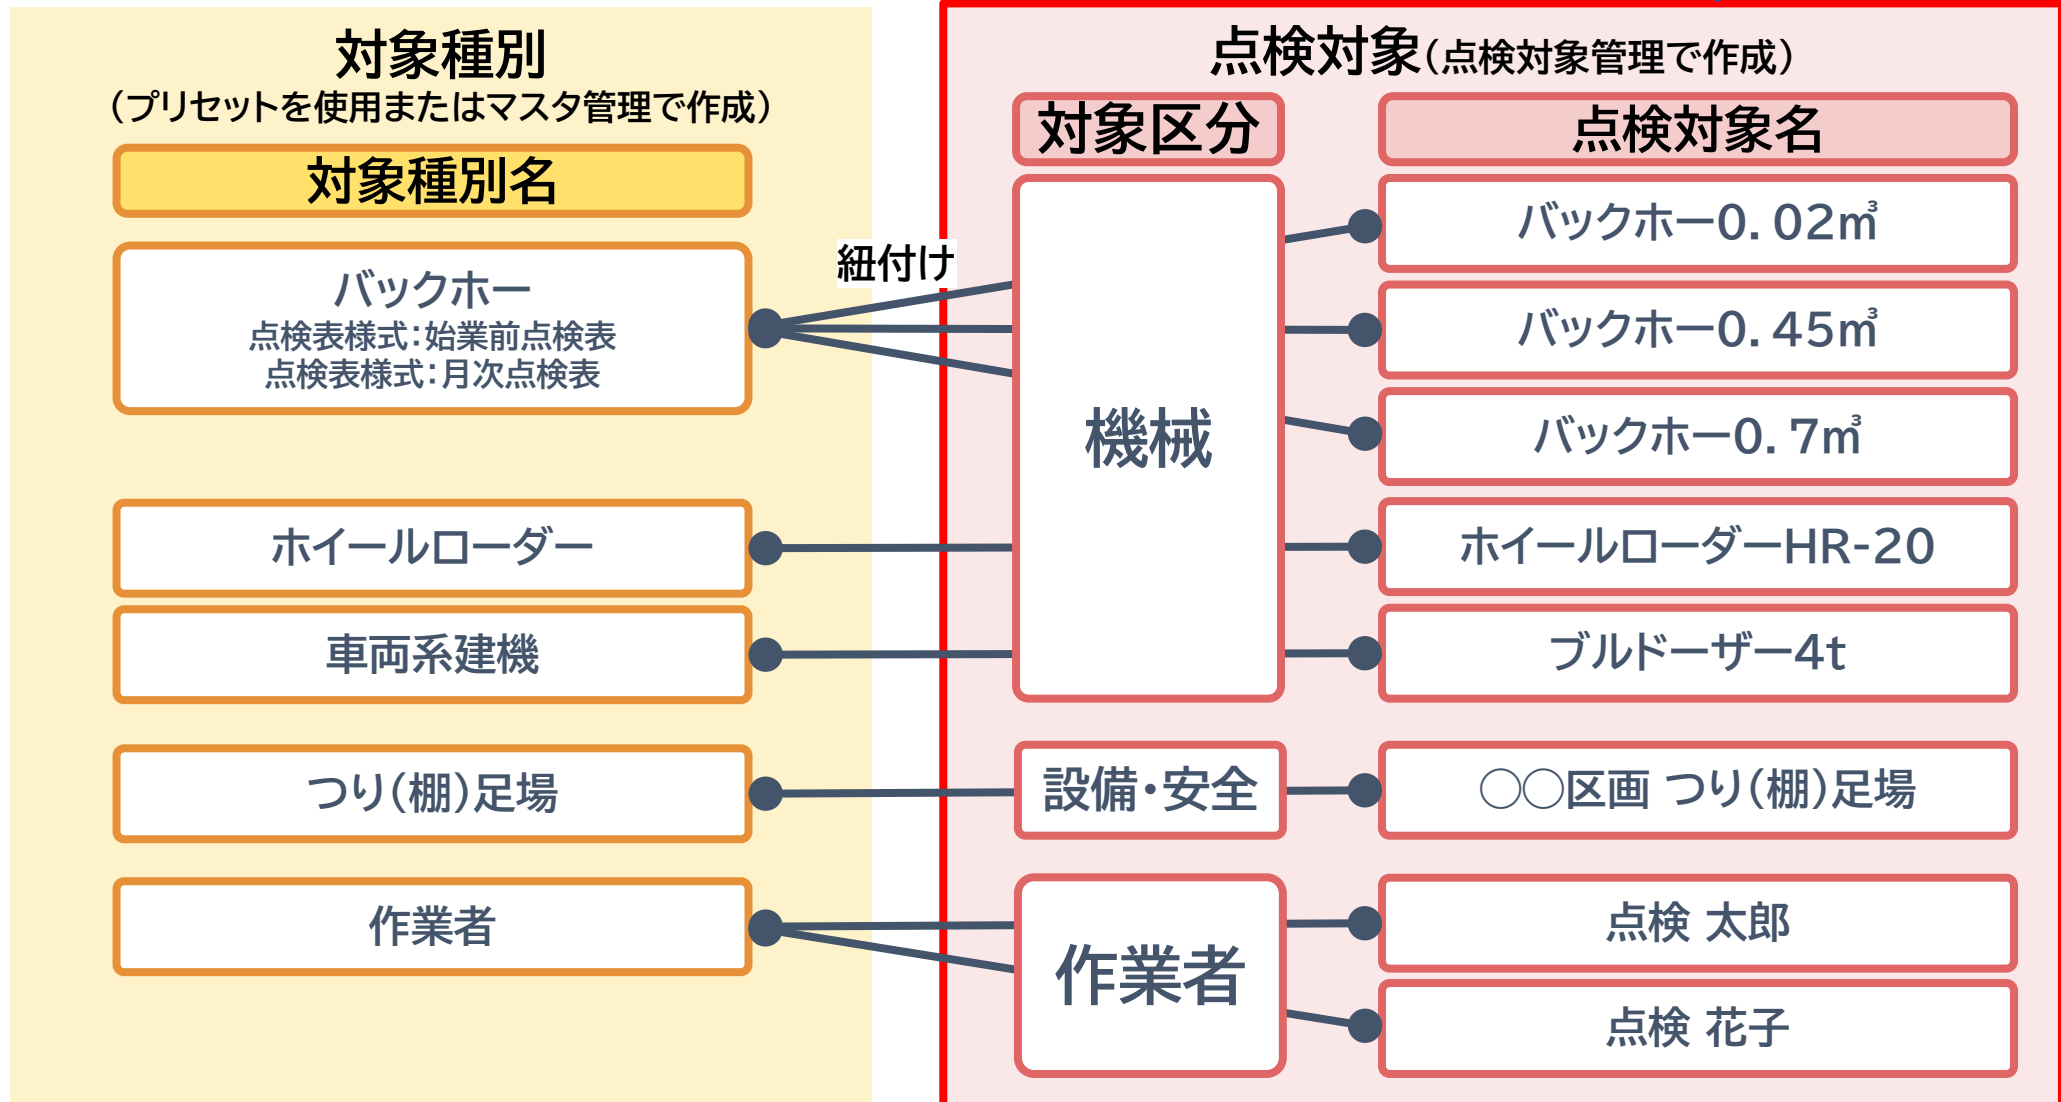 対象種別
（プリセットを使用またはマスタ管理で作成）
対象種別名
バックホー
点検表様式：始業前点検表
点検表様式：月次点検表
ホイールローダー
車両系建機
つり（棚）足場
作業者
紐付け
点検対象（点検対象管理で作成）
対象区分
点検対象名
機械
バックホー0．02㎥
バックホー0．45㎥
バックホー0．7㎥
ホイールローダーHR-20
ブルドーザー4t
設備・安全
〇〇区画 つり（棚）足場
作業者
点検 太郎
点検 花子